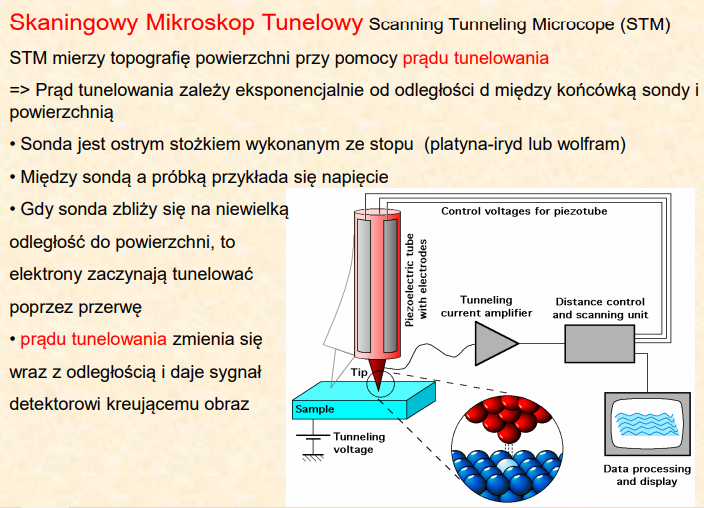 Skaningowy Mikroskop Tunelowy Scanning Tunneling Microcope (STM)
STM mierzy topografię powierzchni przy pomocy prądu tunelowania
=> Prąd tunelowania zależy eksponencjalnie od odległości d między końcówką sondy i
powierzchnią
• Sonda jest ostrym stożkiem wykonanym ze stopu (platyna-iryd lub wolfram)
• Między sondą a próbką przykłada się napięcie
• Gdy sonda zbliży się na niewielką
odległość do powierzchni, to
elektrony zaczynają tunelować
poprzez przerwę
• prądu tunelowania zmienia się
wraz z odległością i daje sygnał
detektorowi kreującemu obraz
Control voltages for piezotube
Piezoelectric tube
with electrodes
Tunneling
current amplifier
Distance control
and scanning unit
Tip
Sample
Tunneling
voltage
Data processing
and display